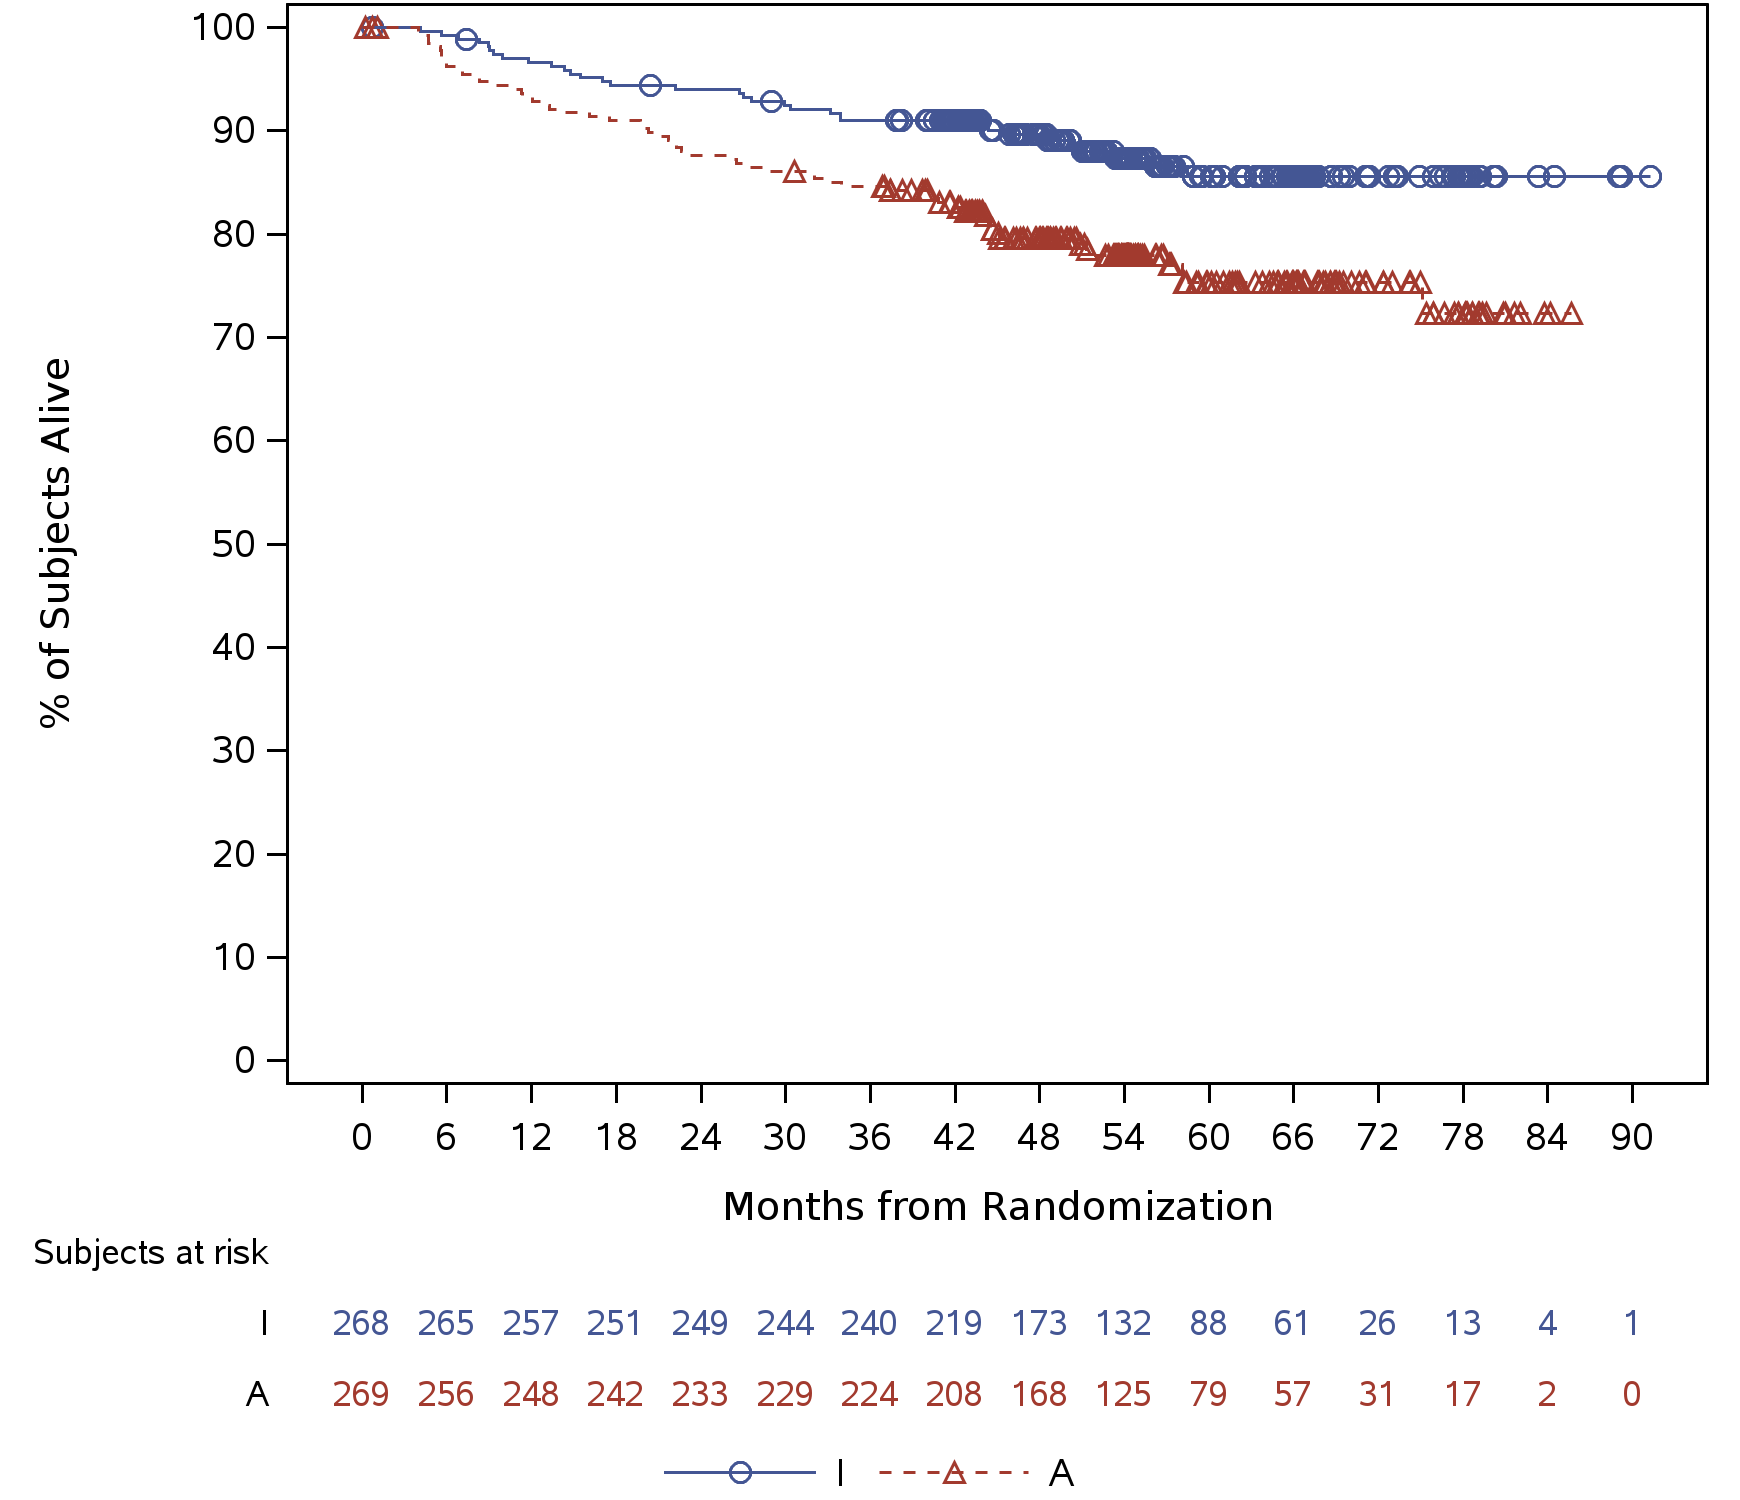 100
90
80
70
60
50
40
30
20
10
0
% of Subjects Alive
0 6 12 18 24 30 36 42 48 54 60 66 72 78 84 90
Months from Randomization
Subjects at risk
I 268 265 257 251 249 244 240 219 173 132 88 61 26 13 4 1
A 269 256 248 242 233 229 224 208 168 125 79 57 31 17 2 0
I A